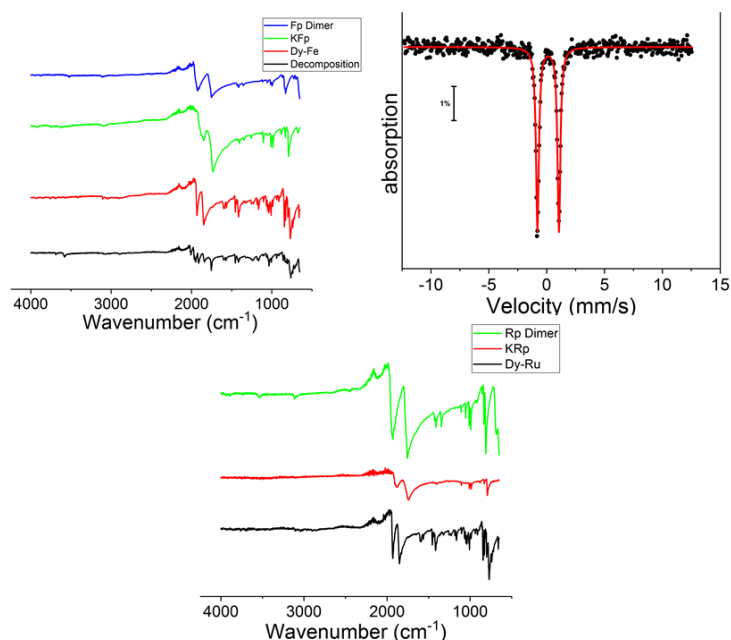 Fp Dimer
KFp
Dy-Fe
Decomposition
4000 3000 2000 1000
Wavenumber (cm-1)
absorption
1%
-10 -5 0 5 10 15
Velocity (mm/s)
Rp Dimer
KRp
Dy-Ru
4000 3000 2000 1000
Wavenumber (cm-1)